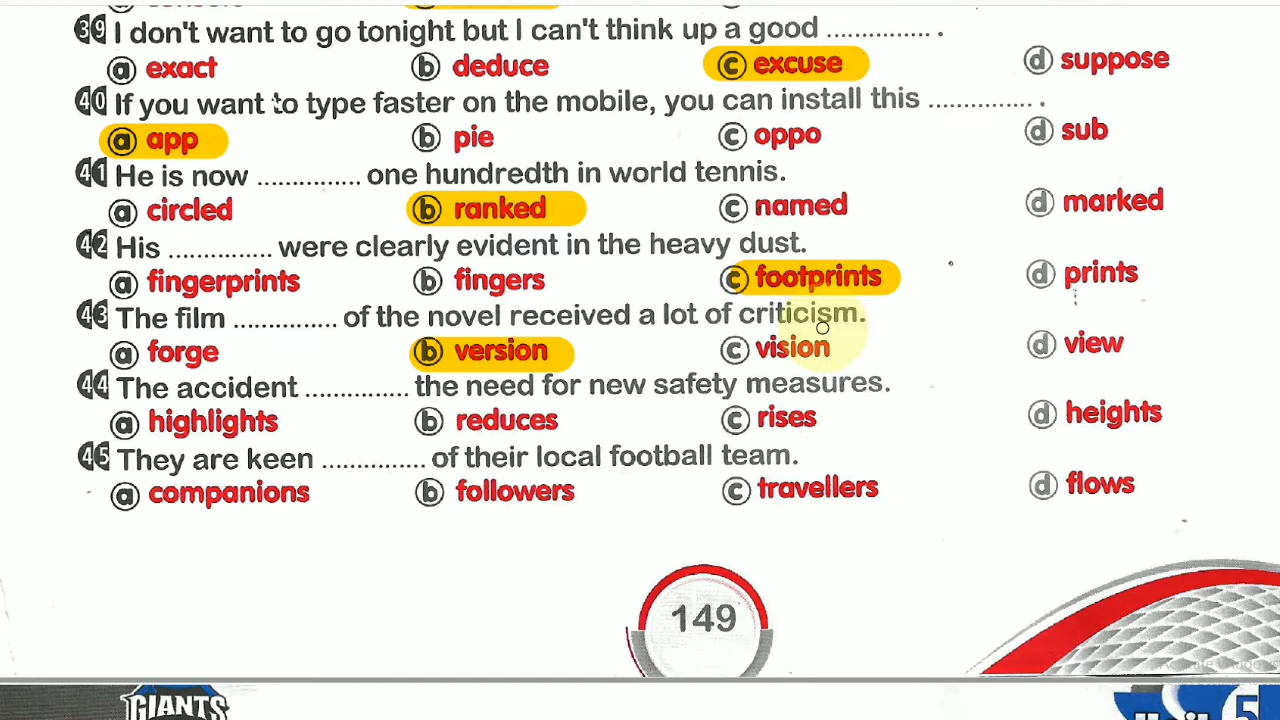 39 I don't want to go tonight but I can't think up a good ............... .
a exact b deduce c excuse d suppose
40 If you want to type faster on the mobile, you can install this ............... .
a app b pie c oppo d sub
41 He is now ............... one hundredth in world tennis.
a circled b ranked c named d marked
42 His ............... were clearly evident in the heavy dust.
a fingerprints b fingers c footprints d prints
43 The film ............... of the novel received a lot of criticism.
a forge b version c vision d view
44 The accident ............... the need for new safety measures.
a highlights b reduces c rises d heights
45 They are keen ............... of their local football team.
a companions b followers c travellers d flows
149
GIANTS
5